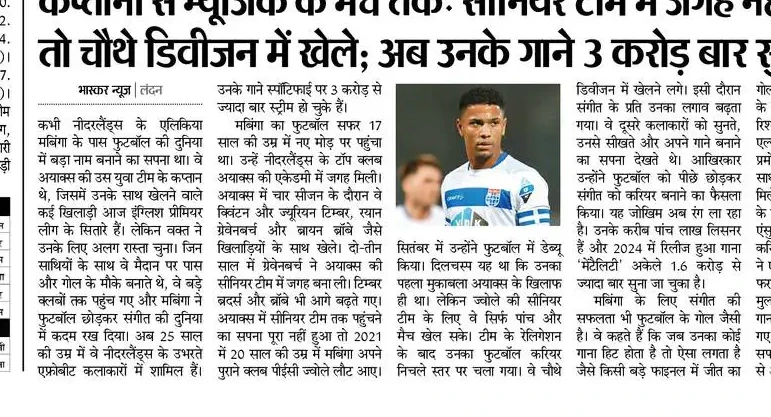 तो चौथे डिवीजन में खेले; अब उनके गाने 3 करोड़ बार
भास्कर न्यूज | लंदन
कभी नीदरलैंड्स के एलिकिया
मबिंगा के पास फुटबॉल की दुनिया
में बड़ा नाम बनाने का सपना था। वे
अयाक्स की उस युवा टीम के कप्तान
थे, जिसमें उनके साथ खेलने वाले
कई खिलाड़ी आज इंग्लिश प्रीमियर
लीग के सितारे हैं। लेकिन वक्त ने
उनके लिए अलग रास्ता चुना। जिन
साथियों के साथ वे मैदान पर पास
और गोल के मौके बनाते थे, वे बड़े
क्लबों तक पहुंच गए और मबिंगा ने
फुटबॉल छोड़कर संगीत की दुनिया
में कदम रख दिया। अब 25 साल
की उम्र में वे नीदरलैंड्स के उभरते
एफ्रोबीट कलाकारों में शामिल हैं।
उनके गाने स्पॉटिफाई पर 3 करोड़ से
ज्यादा बार स्ट्रीम हो चुके हैं।
मबिंगा का फुटबॉल सफर 17
साल की उम्र में नए मोड़ पर पहुंचा
था। उन्हें नीदरलैंड्स के टॉप क्लब
अयाक्स की एकेडमी में जगह मिली।
अयाक्स में चार सीजन के दौरान वे
क्विंटन और ज्यूरियन टिम्बर, रयान
ग्रेवेनबर्च और ब्रायन ब्रॉबे जैसे
खिलाड़ियों के साथ खेले। दो-तीन
साल में ग्रेवेनबर्च ने अयाक्स की
सीनियर टीम में जगह बना ली। टिम्बर
ब्रदर्स और ब्रॉबे भी आगे बढ़ते गए।
अयाक्स में सीनियर टीम तक पहुंचने
का सपना पूरा नहीं हुआ तो 2021
में 20 साल की उम्र में मबिंगा अपने
पुराने क्लब पीईसी ज्वोले लौट आए।
सितंबर में उन्होंने फुटबॉल में डेब्यू
किया। दिलचस्प यह था कि उनका
पहला मुकाबला अयाक्स के खिलाफ
ही था। लेकिन ज्वोले की सीनियर
टीम के लिए वे सिर्फ पांच और
मैच खेल सके। टीम के रेलिगेशन
के बाद उनका फुटबॉल करियर
निचले स्तर पर चला गया। वे चौथे
डिवीजन में खेलने लगे। इसी दौरान
संगीत के प्रति उनका लगाव बढ़ता
गया। वे दूसरे कलाकारों को सुनते,
उनसे सीखते और अपने गाने बनाने
का सपना देखते थे। आखिरकार
उन्होंने फुटबॉल को पीछे छोड़कर
संगीत को करियर बनाने का फैसला
किया। यह जोखिम अब रंग ला रहा
है। उनके करीब पांच लाख लिसनर
हैं और 2024 में रिलीज हुआ गाना
'मेंटैलिटी' अकेले 1.6 करोड़ से
ज्यादा बार सुना जा चुका है।
मबिंगा के लिए संगीत की
सफलता भी फुटबॉल के गोल जैसी
है। वे कहते हैं कि जब उनका कोई
गाना हिट होता है तो ऐसा लगता है
जैसे किसी बड़े फाइनल में जीत का